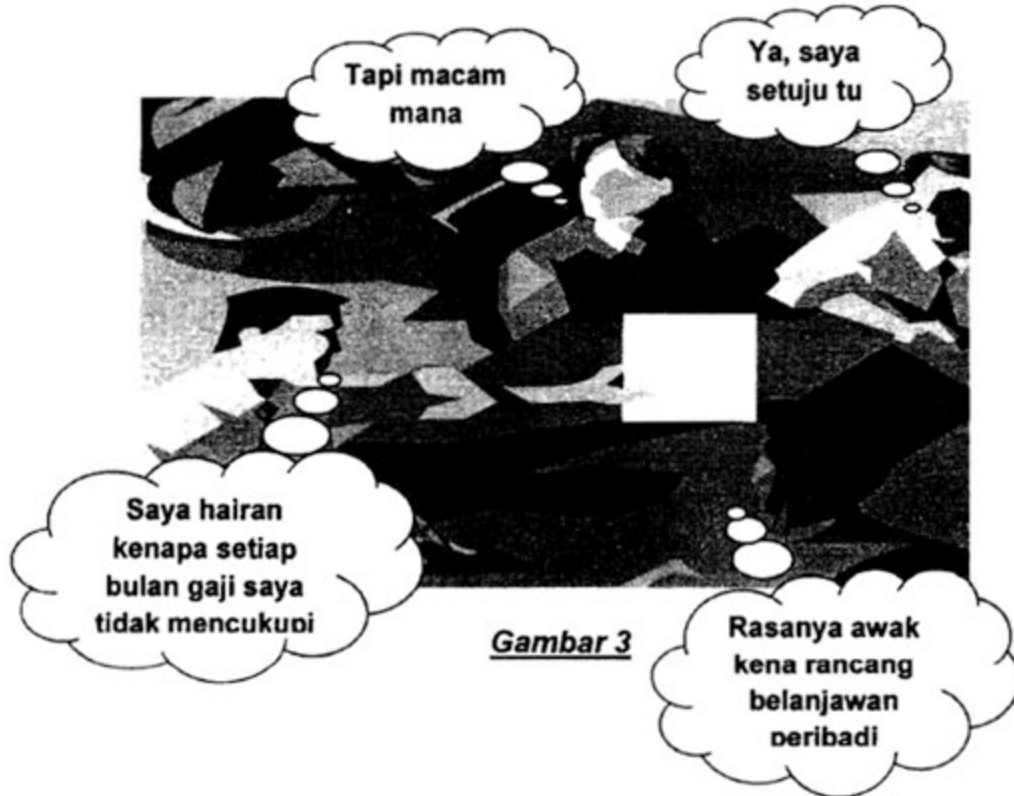 Tapi macam
mana
Ya, saya
setuju tu
Saya hairan
kenapa setiap
bulan gaji saya
tidak mencukupi
Gambar 3
Rasanya awak
kena rancang
belanjawan
peribadi